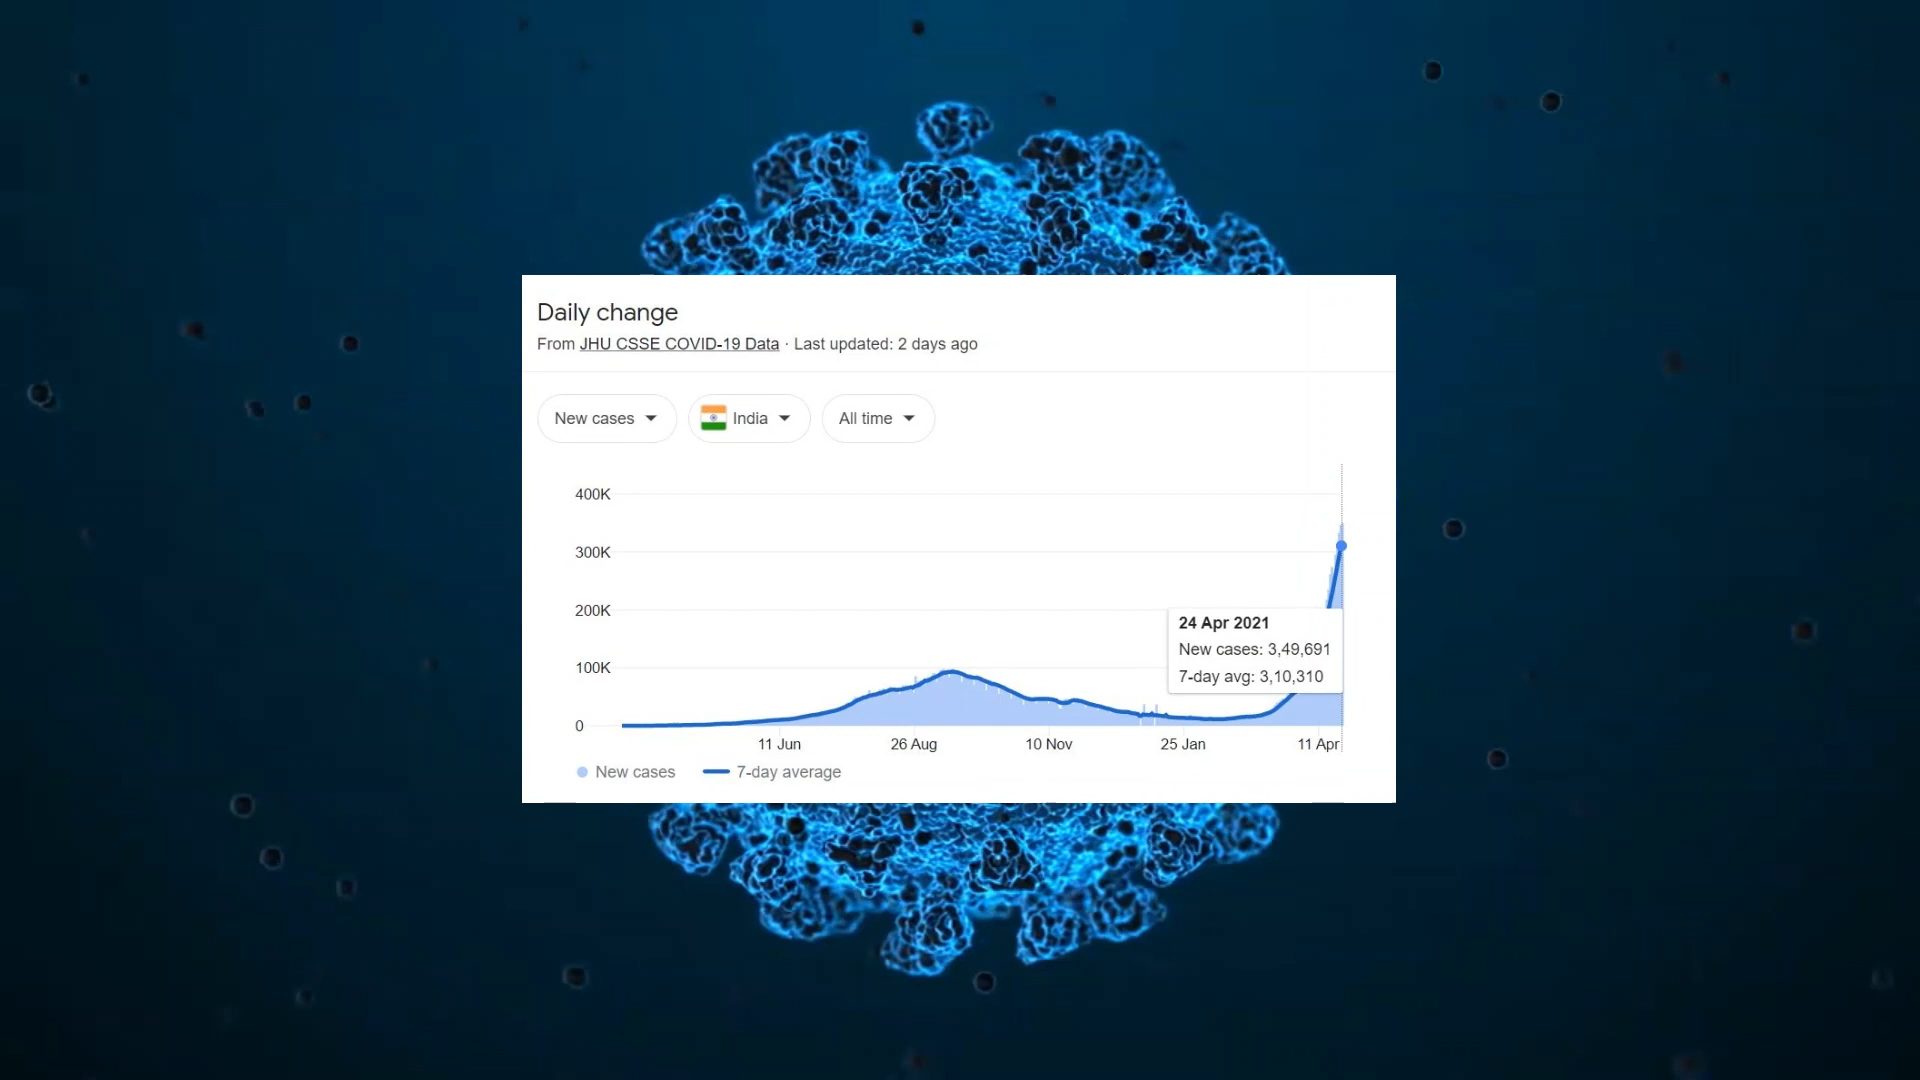 Daily change
From JHU CSSE COVID-19 Data · Last updated: 2 days ago
New cases India All time
400K
300K
200K
24 Apr 2021
New cases: 3,49,691
7-day avg: 3,10,310
100K
0
11 Jun 26 Aug 10 Nov 25 Jan 11 Apr
New cases 7-day average